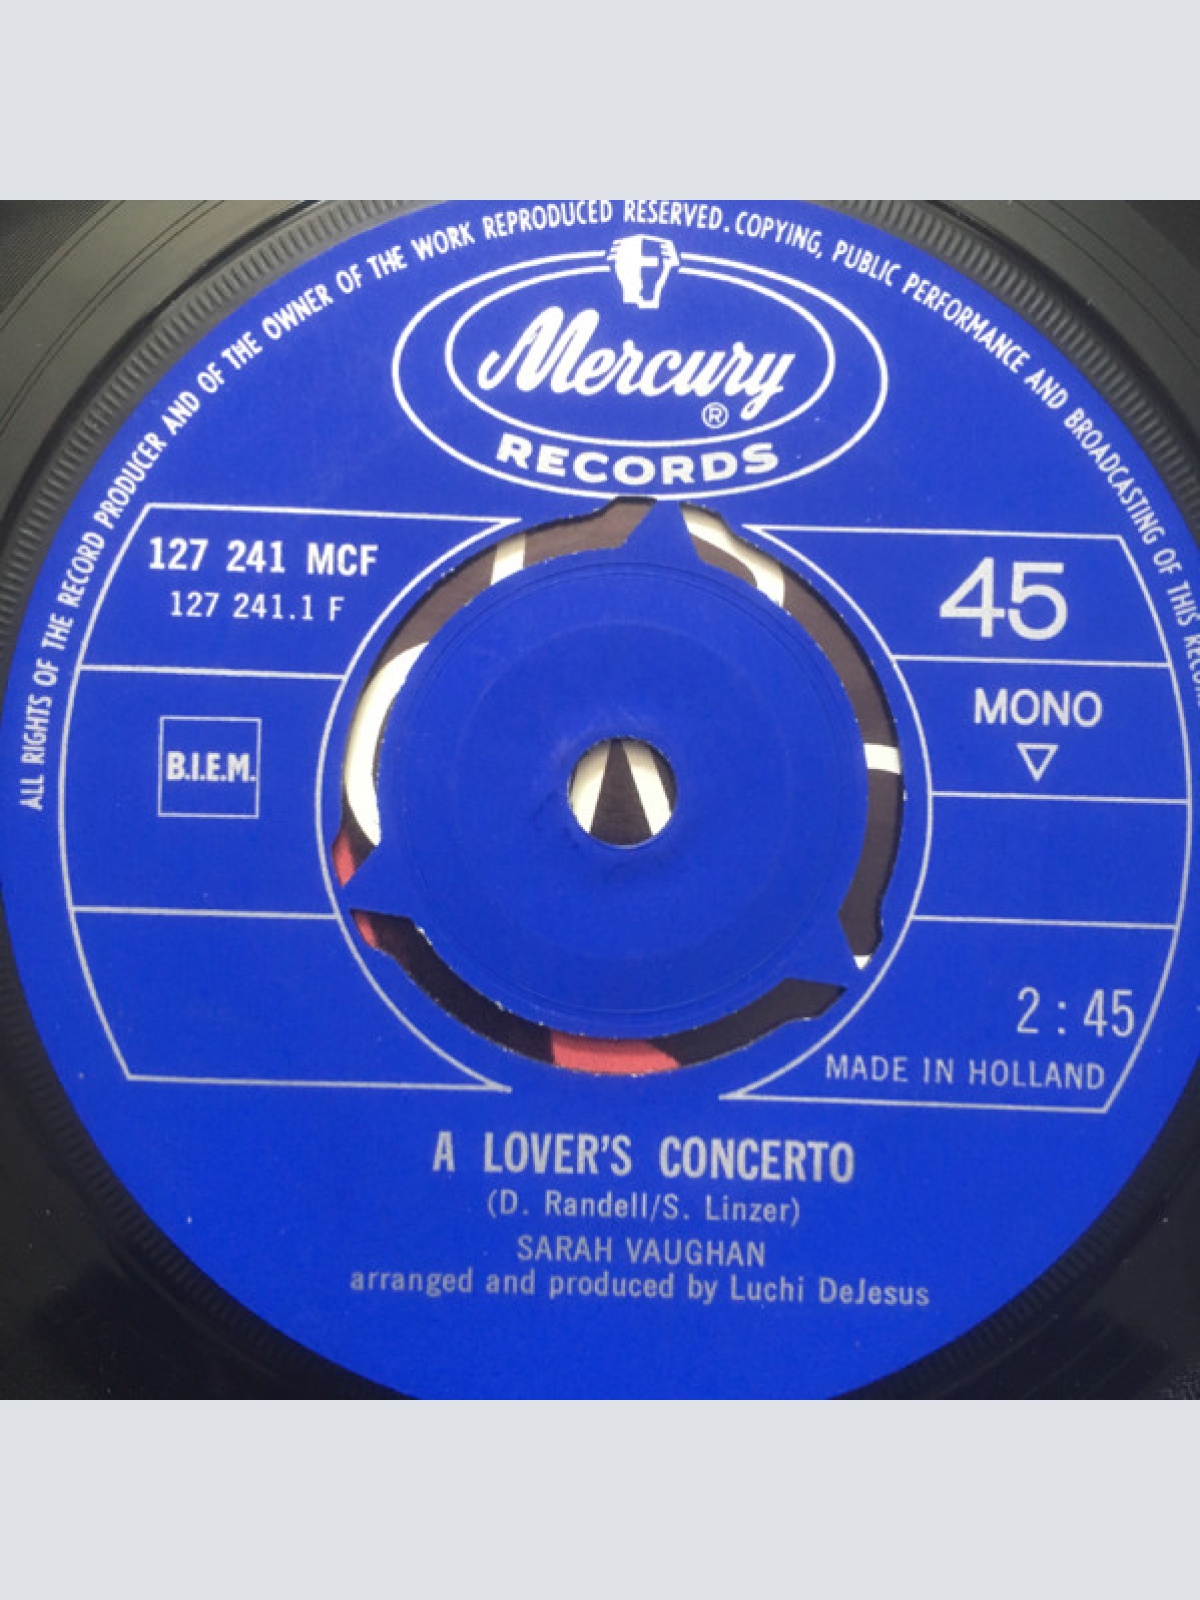 ALL RIGHTS OF THE RECORD PRODUCER AND OF THE OWNER OF THE WORK REPRODUCED RESERVED. COPYING, PUBLIC PERFORMANCE AND BROADCASTING OF THIS
Mercury
®
RECORDS
127 241 MCF
127 241.1 F
45
B.I.E.M.
MONO
2:45
MADE IN HOLLAND
A LOVER'S CONCERTO
(D. Randell/S. Linzer)
SARAH VAUGHAN
arranged and produced by Luchi DeJesus